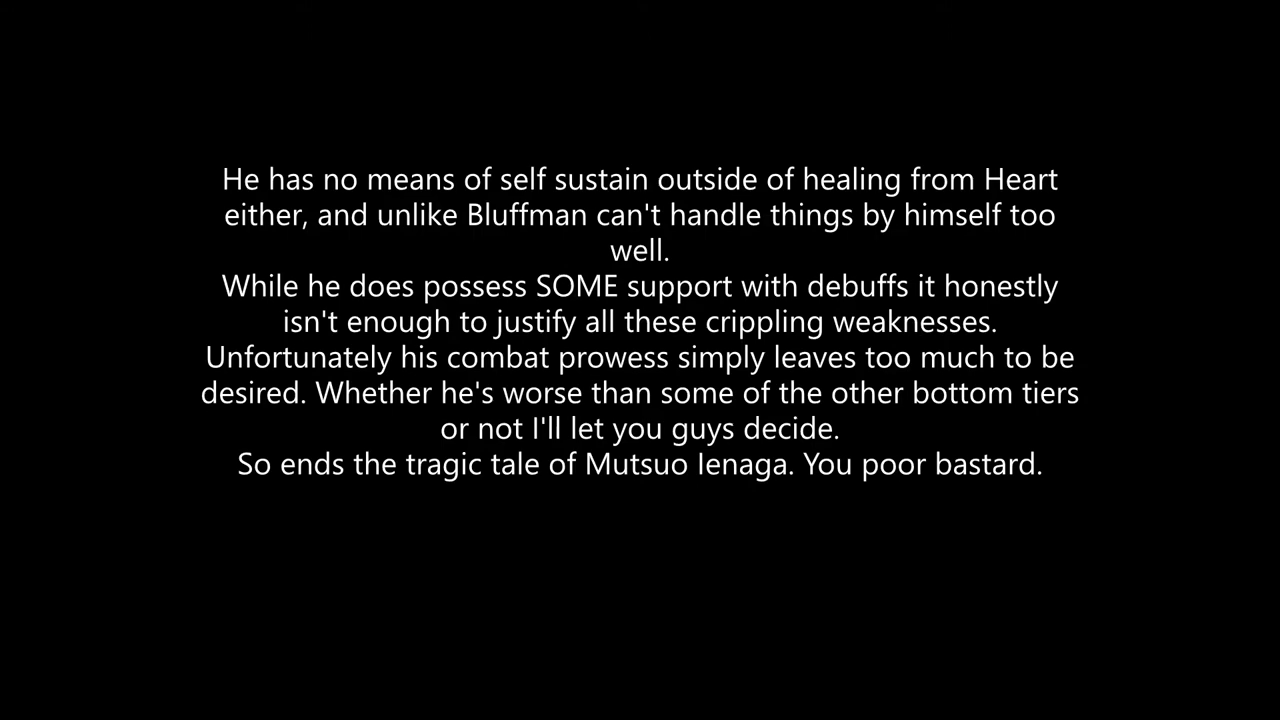 He has no means of self sustain outside of healing from Heart
either, and unlike Bluffman can't handle things by himself too
well.
While he does possess SOME support with debuffs it honestly
isn't enough to justify all these crippling weaknesses.
Unfortunately his combat prowess simply leaves too much to be
desired. Whether he's worse than some of the other bottom tiers
or not I'll let you guys decide.
So ends the tragic tale of Mutsuo Ienaga. You poor bastard.